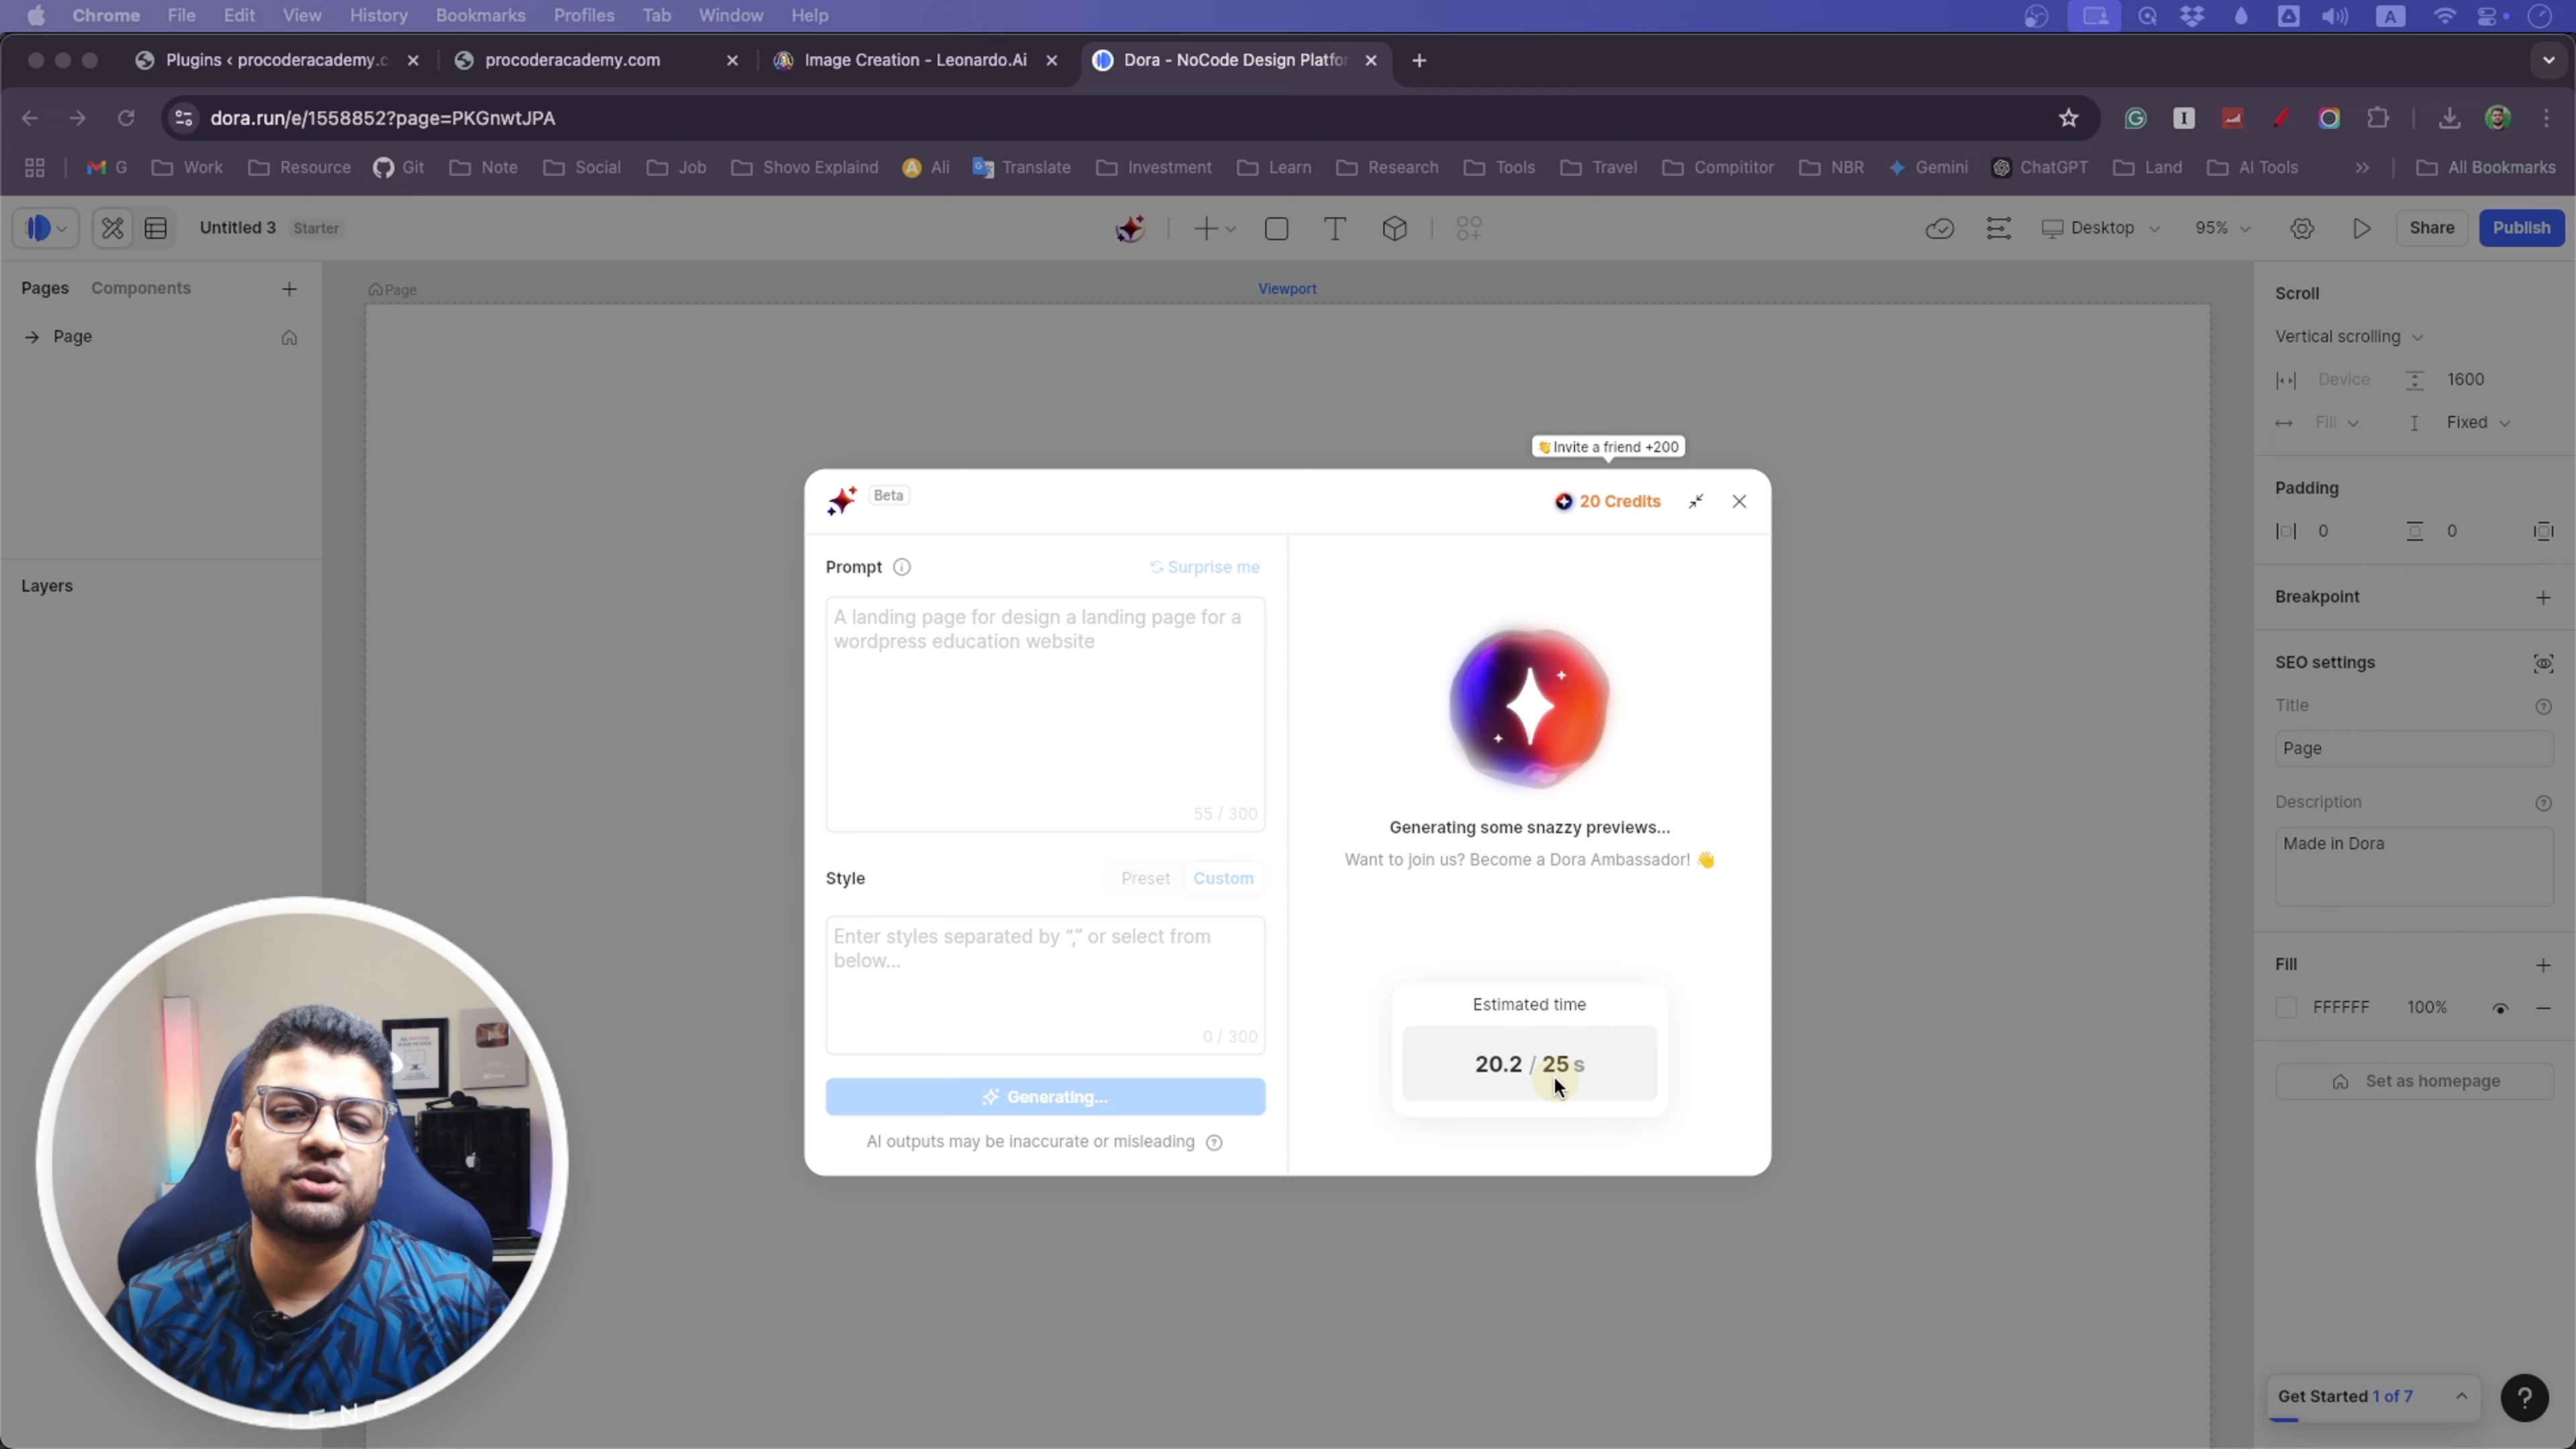 Chrome File Edit View History Bookmarks Profiles Tab Window Help
A
Plugins ‹ procoderacademy.c
procoderacademy.com
Image Creation - Leonardo.Ai
Dora - NoCode Design Platfor
dora.run/e/1558852?page=PKGnwtJPA
G Work Resource Git Note Social Job Shovo Explaind Ali Translate Investment Learn Research Tools Travel Compititor NBR Gemini ChatGPT Land AI Tools » All Bookmarks
Untitled 3 Starter
Desktop 95% Share Publish
Pages Components
Page
Layers
Page
Viewport
👏Invite a friend +200
Beta
20 Credits
Prompt
Surprise me
A landing page for design a landing page for a
wordpress education website
55 / 300
Style
Preset Custom
Enter styles separated by “,” or select from
below...
0 / 300
Generating...
AI outputs may be inaccurate or misleading
Generating some snazzy previews...
Want to join us? Become a Dora Ambassador! 👋
Estimated time
20.2 / 25 s
Scroll
Vertical scrolling
Device 1600
Fill Fixed
Padding
0 0
Breakpoint
SEO settings
Title
Page
Description
Made in Dora
Fill
FFFFFF 100%
Set as homepage
Get Started 1 of 7
?